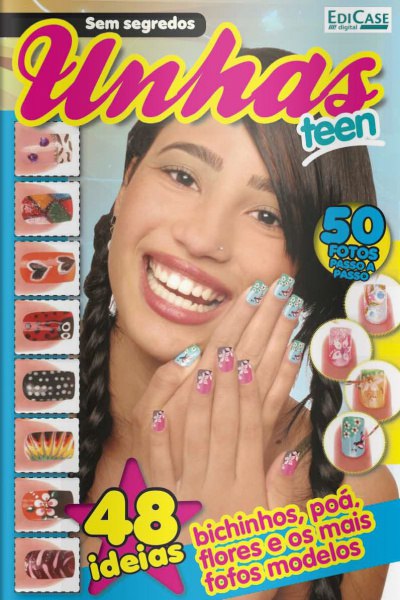 Sem segredos
EDICASE
digital
Unhas
teen
50
FOTOS
PASSO A
PASSO
48
ideias
bichinhos, poá,
flores e os mais
fofos modelos